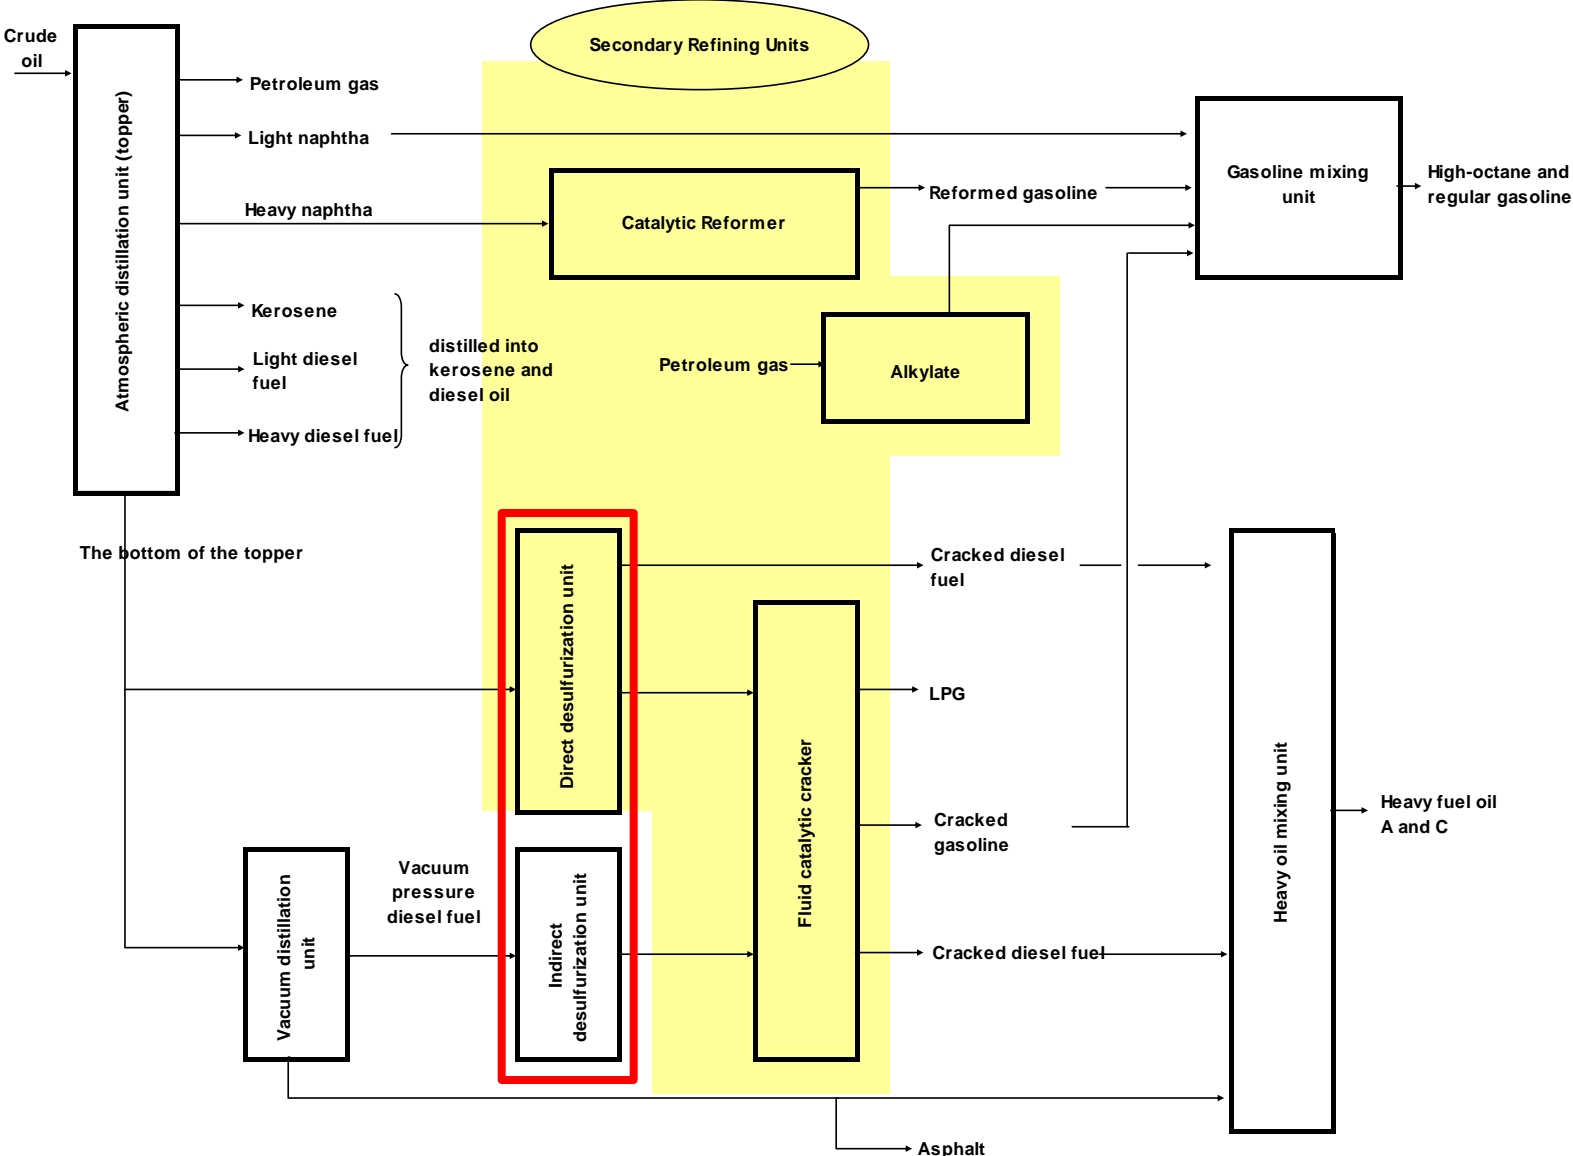 Crude
oil
Secondary Refining Units
Atmospheric distillation unit (topper)
Petroleum gas
Light naphtha
Heavy naphtha
Catalytic Reformer
Reformed gasoline
Gasoline mixing
unit
High-octane and
regular gasoline
Kerosene
Light diesel
fuel
Heavy diesel fuel
distilled into
kerosene and
diesel oil
Petroleum gas
Alkylate
The bottom of the topper
Direct desulfurization unit
Cracked diesel
fuel
LPG
Fluid catalytic cracker
Cracked
gasoline
Heavy oil mixing unit
Heavy fuel oil
A and C
Vacuum distillation
unit
Vacuum
pressure
diesel fuel
Indirect
desulfurization unit
Cracked diesel fuel
Asphalt